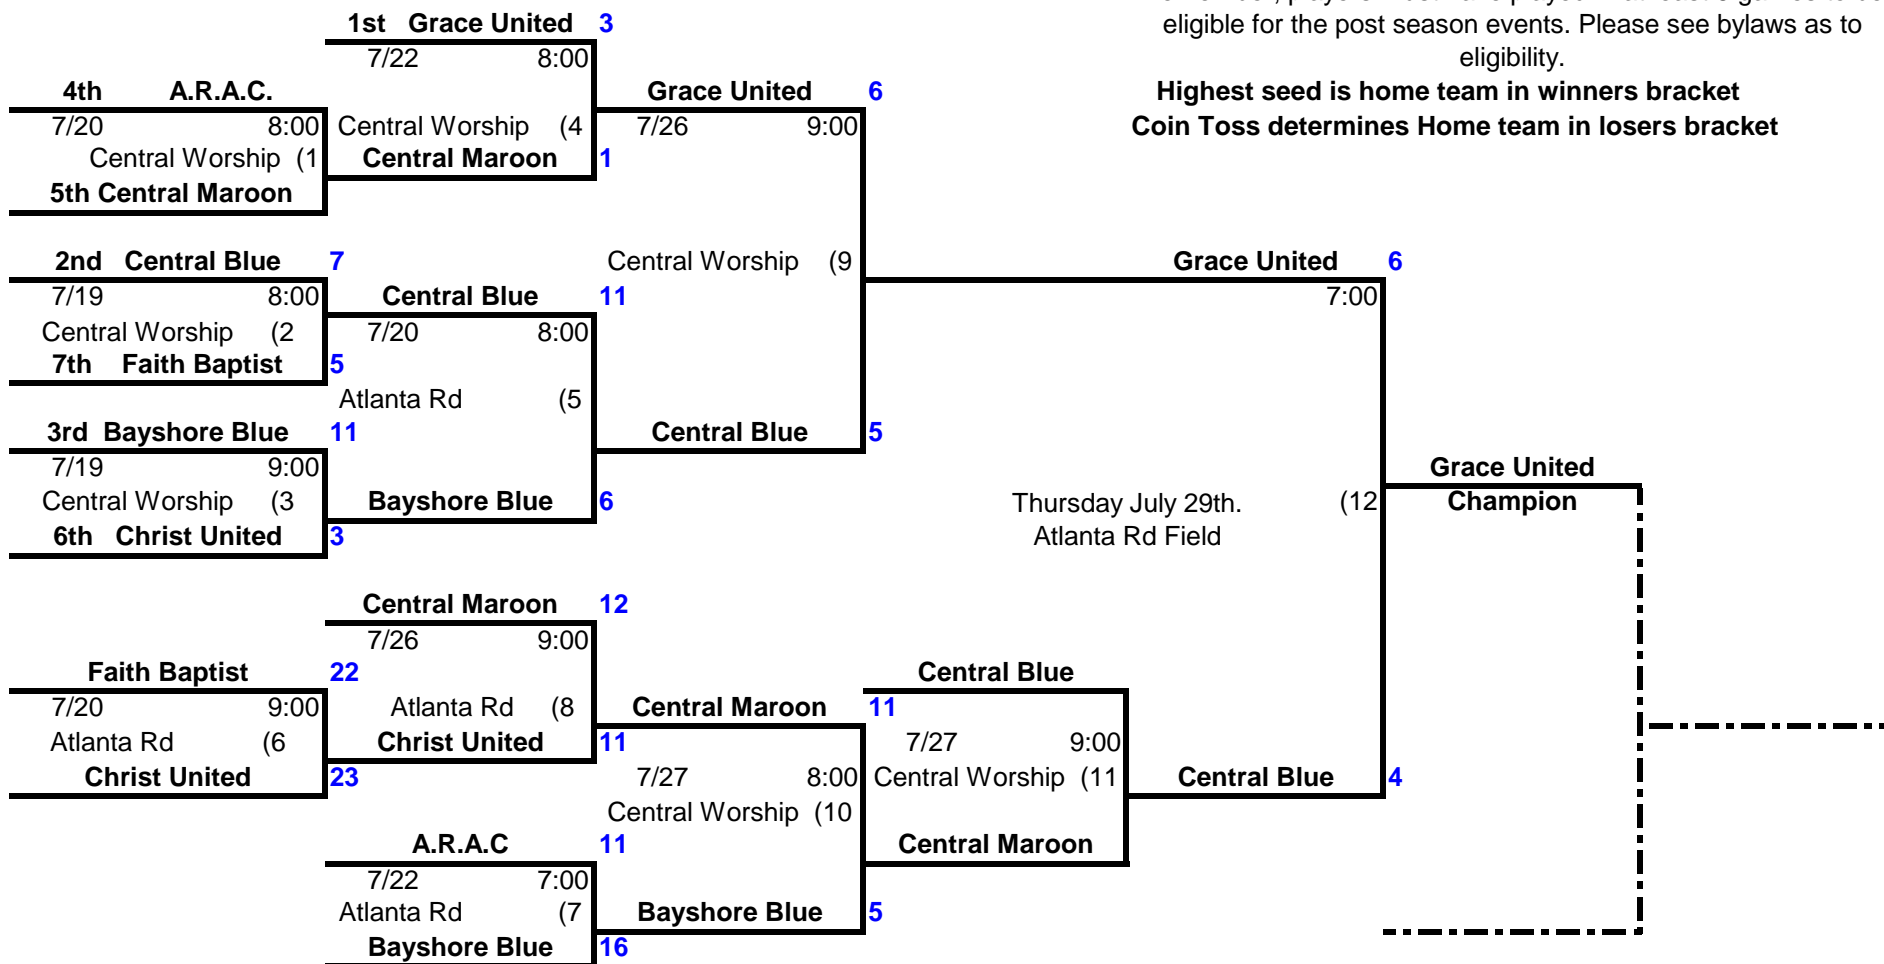 1st Grace United 3
7/22 8:00
eligible for the post season events. Please see bylaws as to
eligibility.
4th A.R.A.C.
Grace United 6
Highest seed is home team in winners bracket
7/20 8:00
Central Worship (4
7/26 9:00
Coin Toss determines Home team in losers bracket
Central Worship (1
Central Maroon 1
5th Central Maroon
2nd Central Blue 7
Central Worship (9
Grace United 6
7/19 8:00
Central Blue 11
7:00
Central Worship (2
7/20 8:00
7th Faith Baptist 5
Atlanta Rd (5
3rd Bayshore Blue 11
Central Blue 5
7/19 9:00
Grace United
Central Worship (3
Bayshore Blue 6
Thursday July 29th. (12
Champion
6th Christ United 3
Atlanta Rd Field
Central Maroon 12
7/26 9:00
Faith Baptist 22
Central Blue
7/20 9:00
Atlanta Rd (8
Central Maroon 11
Atlanta Rd (6
Christ United 11
7/27 9:00
Christ United 23
7/27 8:00
Central Worship (11
Central Blue 4
Central Worship (10
A.R.A.C 11
Central Maroon
7/22 7:00
Atlanta Rd (7
Bayshore Blue 5
Bayshore Blue 16